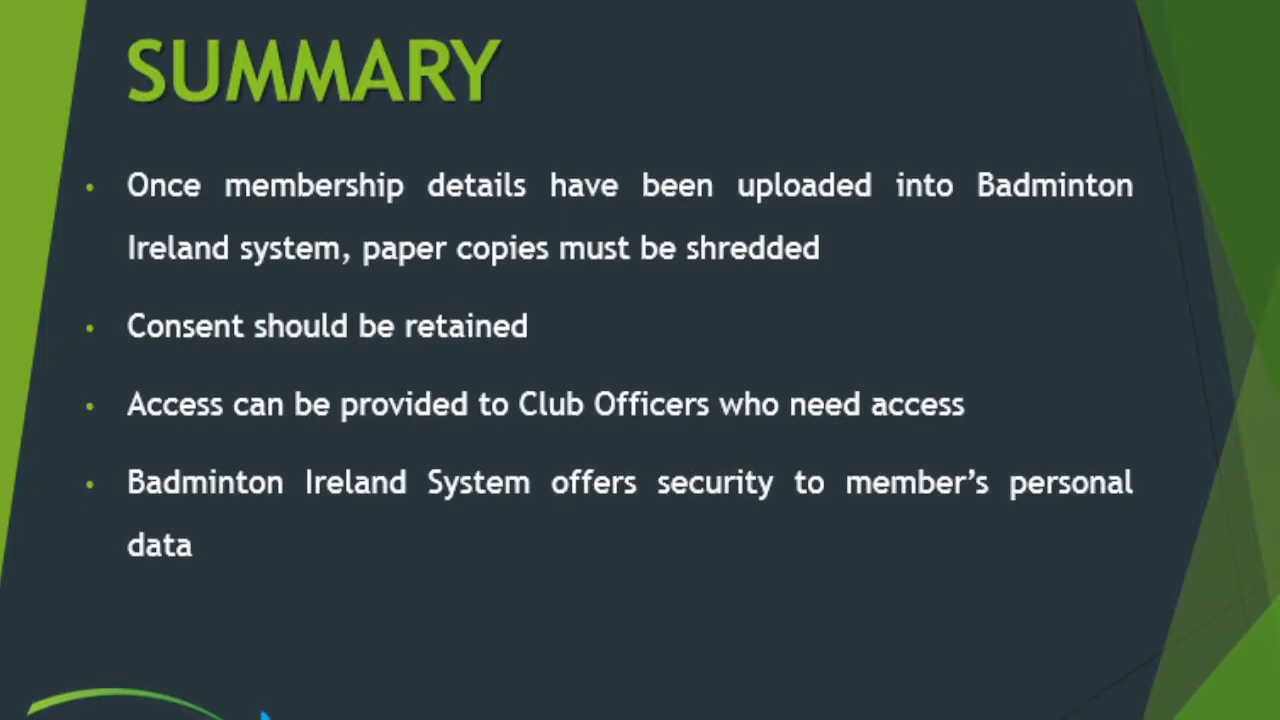 SUMMARY
• Once membership details have been uploaded into Badminton
Ireland system, paper copies must be shredded
• Consent should be retained
• Access can be provided to Club Officers who need access
• Badminton Ireland System offers security to member’s personal
data